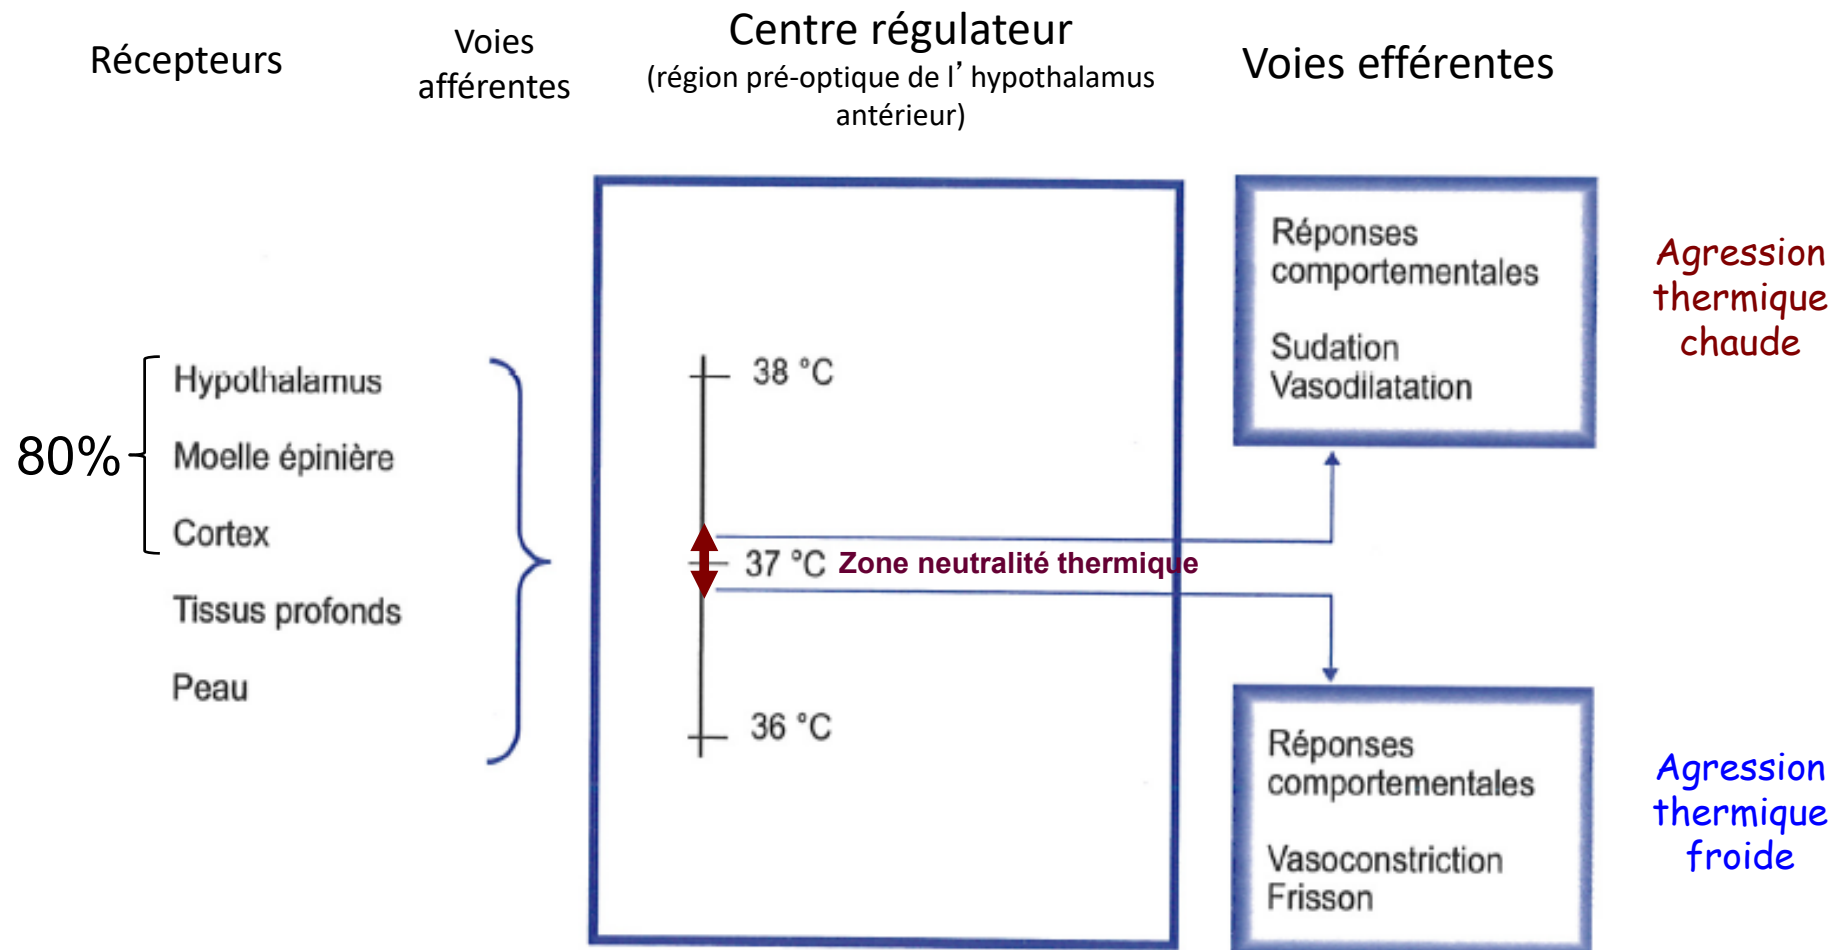 Récepteurs
Voies
afférentes
Centre régulateur
(région pré-optique de l’hypothalamus
antérieur)
Voies efférentes
80%
Hypothalamus
Moelle épinière
Cortex
Tissus profonds
Peau
38 °C
37 °C Zone neutralité thermique
36 °C
Réponses
comportementales
Sudation
Vasodilatation
Agression
thermique
chaude
Réponses
comportementales
Vasoconstriction
Frisson
Agression
thermique
froide